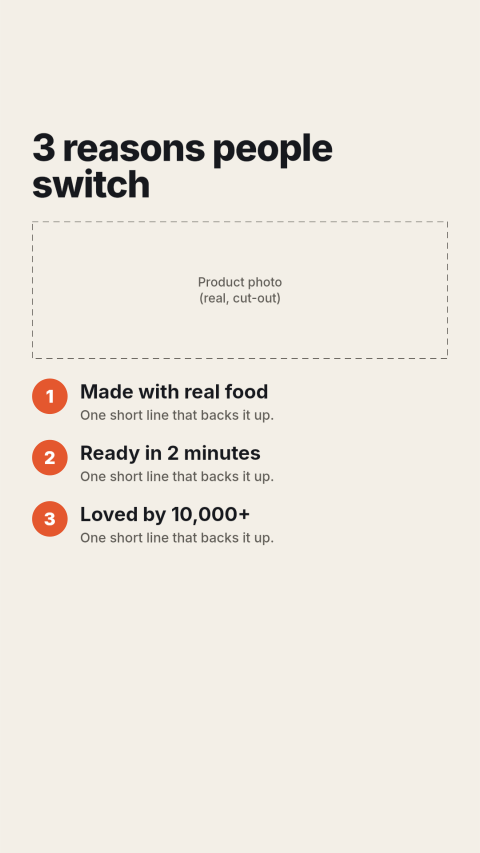 3 reasons people
switch
Product photo
(real, cut-out)
1
Made with real food
One short line that backs it up.
2
Ready in 2 minutes
One short line that backs it up.
3
Loved by 10,000+
One short line that backs it up.